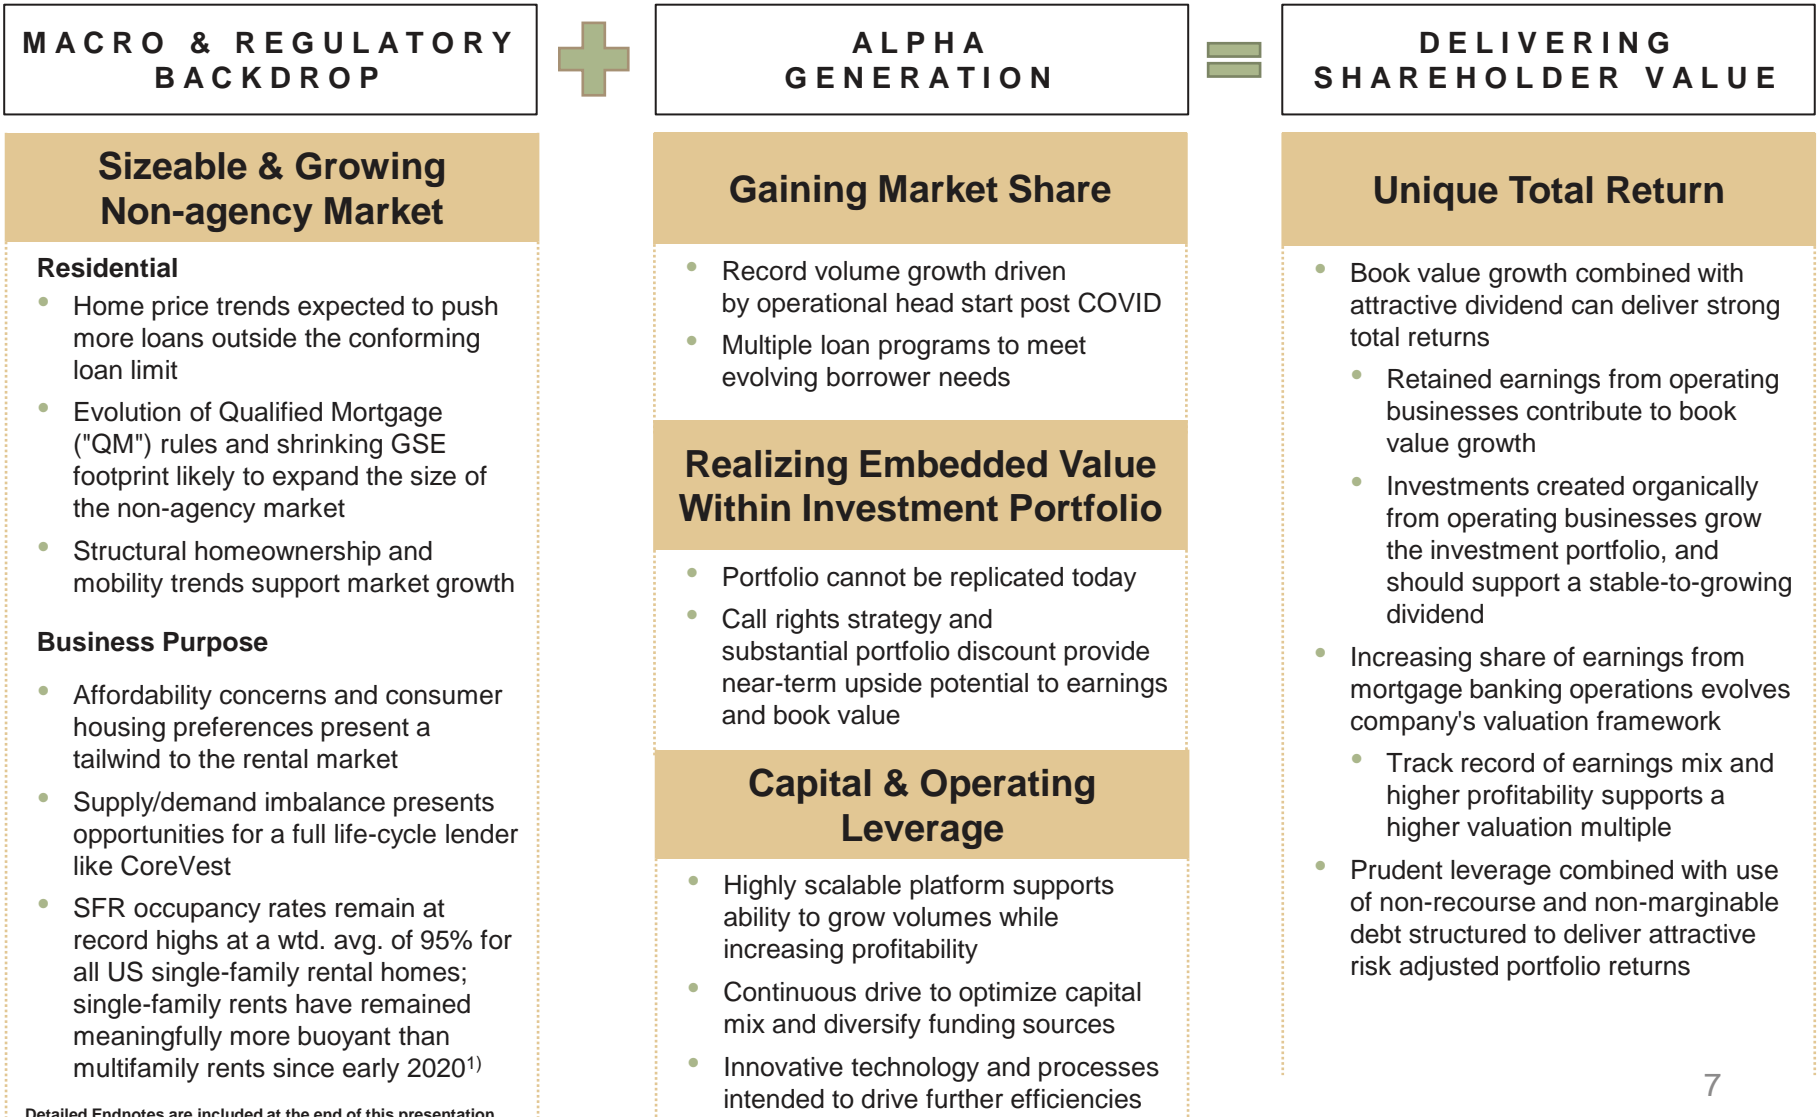 MACRO & REGULATORY
BACKDROP
ALPHA
GENERATION
DELIVERING
SHAREHOLDER VALUE
Sizeable & Growing
Non-agency Market
Residential
• Home price trends expected to push
more loans outside the conforming
loan limit
• Evolution of Qualified Mortgage
("QM") rules and shrinking GSE
footprint likely to expand the size of
the non-agency market
• Structural homeownership and
mobility trends support market growth
Business Purpose
• Affordability concerns and consumer
housing preferences present a
tailwind to the rental market
• Supply/demand imbalance presents
opportunities for a full life-cycle lender
like CoreVest
• SFR occupancy rates remain at
record highs at a wtd. avg. of 95% for
all US single-family rental homes;
single-family rents have remained
meaningfully more buoyant than
multifamily rents since early 2020¹⁾
Detailed Endnotes are included at the end of this presentation
Gaining Market Share
• Record volume growth driven
by operational head start post COVID
• Multiple loan programs to meet
evolving borrower needs
Realizing Embedded Value
Within Investment Portfolio
• Portfolio cannot be replicated today
• Call rights strategy and
substantial portfolio discount provide
near-term upside potential to earnings
and book value
Capital & Operating
Leverage
• Highly scalable platform supports
ability to grow volumes while
increasing profitability
• Continuous drive to optimize capital
mix and diversify funding sources
• Innovative technology and processes
intended to drive further efficiencies
Unique Total Return
• Book value growth combined with
attractive dividend can deliver strong
total returns
• Retained earnings from operating
businesses contribute to book
value growth
• Investments created organically
from operating businesses grow
the investment portfolio, and
should support a stable-to-growing
dividend
• Increasing share of earnings from
mortgage banking operations evolves
company's valuation framework
• Track record of earnings mix and
higher profitability supports a
higher valuation multiple
• Prudent leverage combined with use
of non-recourse and non-marginable
debt structured to deliver attractive
risk adjusted portfolio returns
7